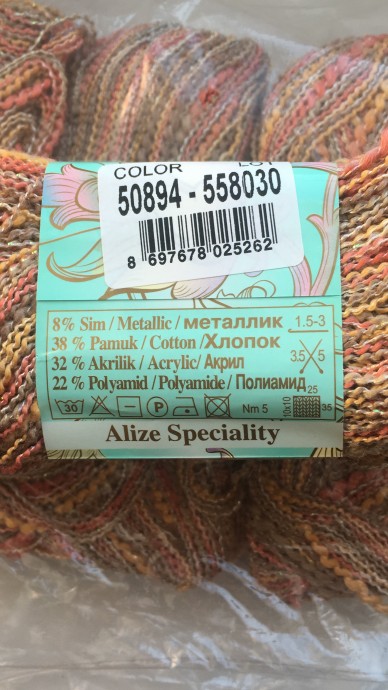 COLOR LOT
50894 - 558030
8 697678 025262
8% Sim / Metallic / металлик
38 % Pamuk / Cotton /Хлопок
32 % Akrilik / Acrylic/ Акрил
22 % Polyamid / Polyamide / Полиамид
1.5-3
3.5 5
25
30 P Nm 5 10x10 35
Alize Speciality